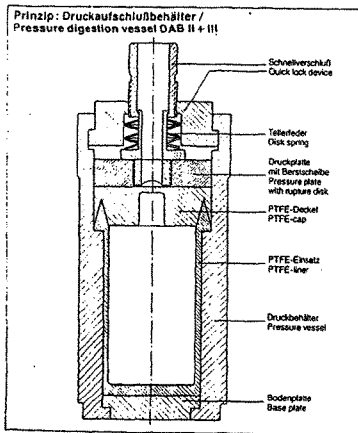 Prinzip: Druckaufschlußbehälter /
Pressure digestion vessel DAB II + III
Schnellverschluß
Quick lock device
Tellerfeder
Disk spring
Druckplatte
mit Berstscheibe
Pressure plate
with rupture disk
PTFE-Deckel
PTFE-cap
PTFE-Einsatz
PTFE-liner
Druckbehälter
Pressure vessel
Bodenplatte
Base plate